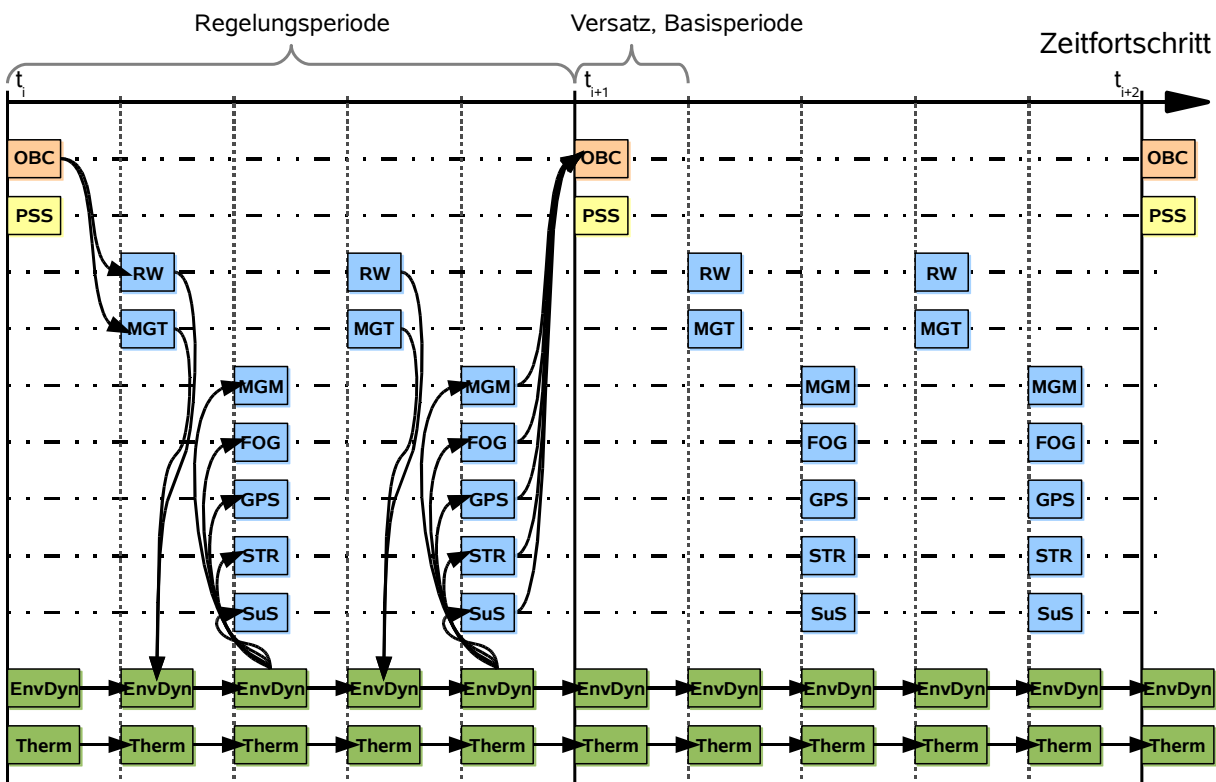 Regelungsperiode Versatz, Basisperiode
Zeitfortschritt
t i t i+1 t i+2
OBC OBC OBC
PSS PSS PSS
RW RW RW RW
MGT MGT MGT MGT
MGM MGM MGM MGM
FOG FOG FOG FOG
GPS GPS GPS GPS
STR STR STR STR
SuS SuS SuS SuS
EnvDyn EnvDyn EnvDyn EnvDyn EnvDyn EnvDyn EnvDyn EnvDyn EnvDyn EnvDyn EnvDyn
Therm Therm Therm Therm Therm Therm Therm Therm Therm Therm Therm